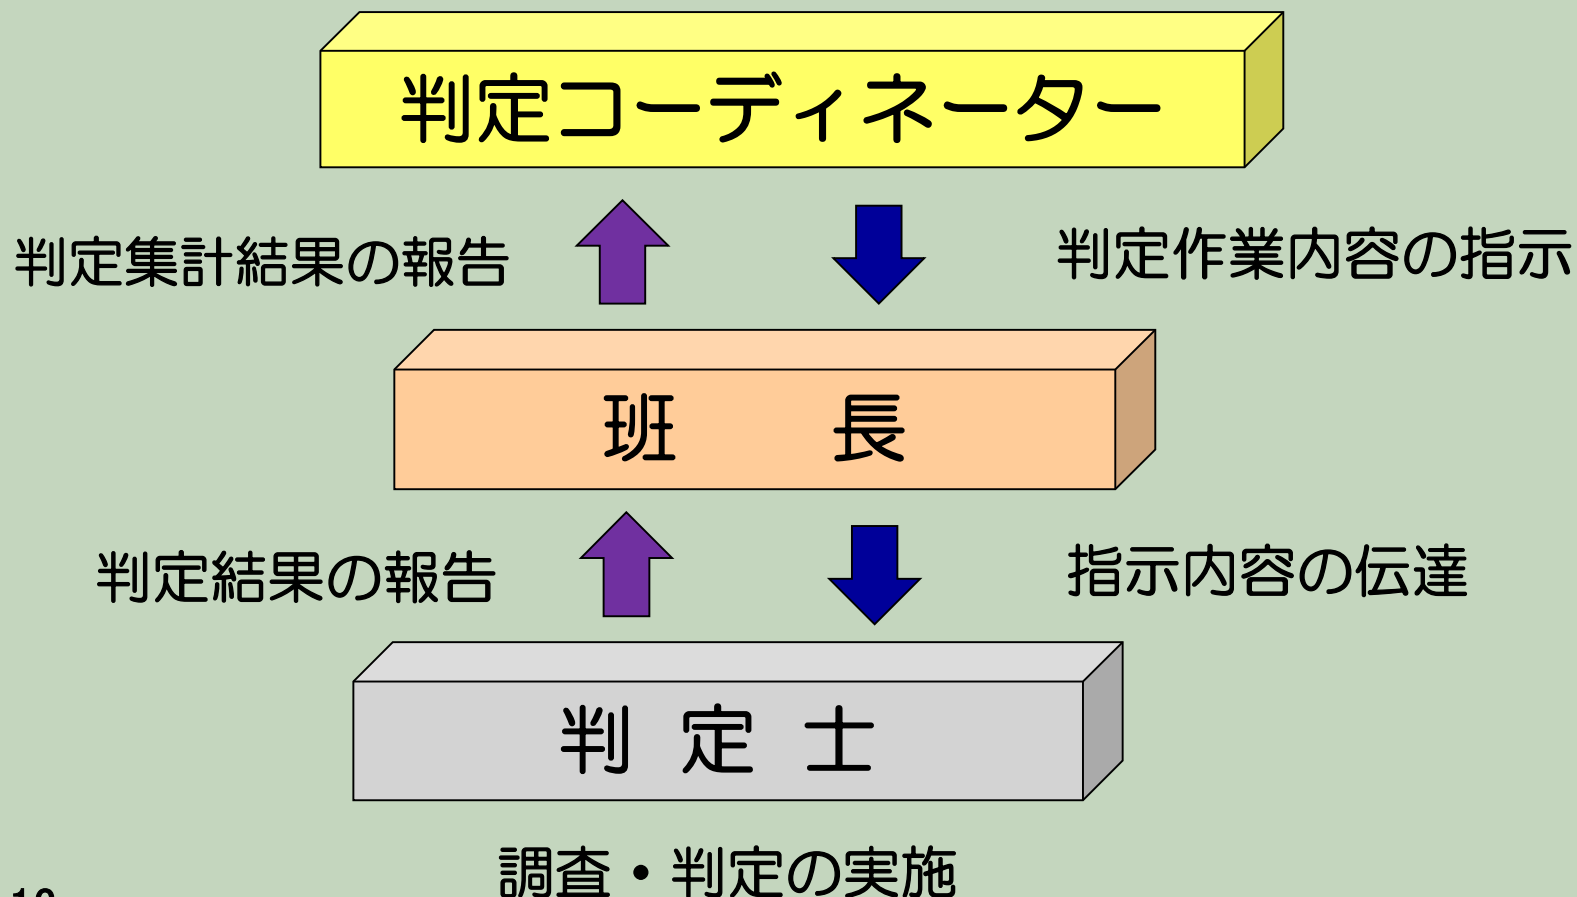 判定コーディネーター
判定集計結果の報告
判定作業内容の指示
班　長
判定結果の報告
指示内容の伝達
判 定 士
調査・判定の実施